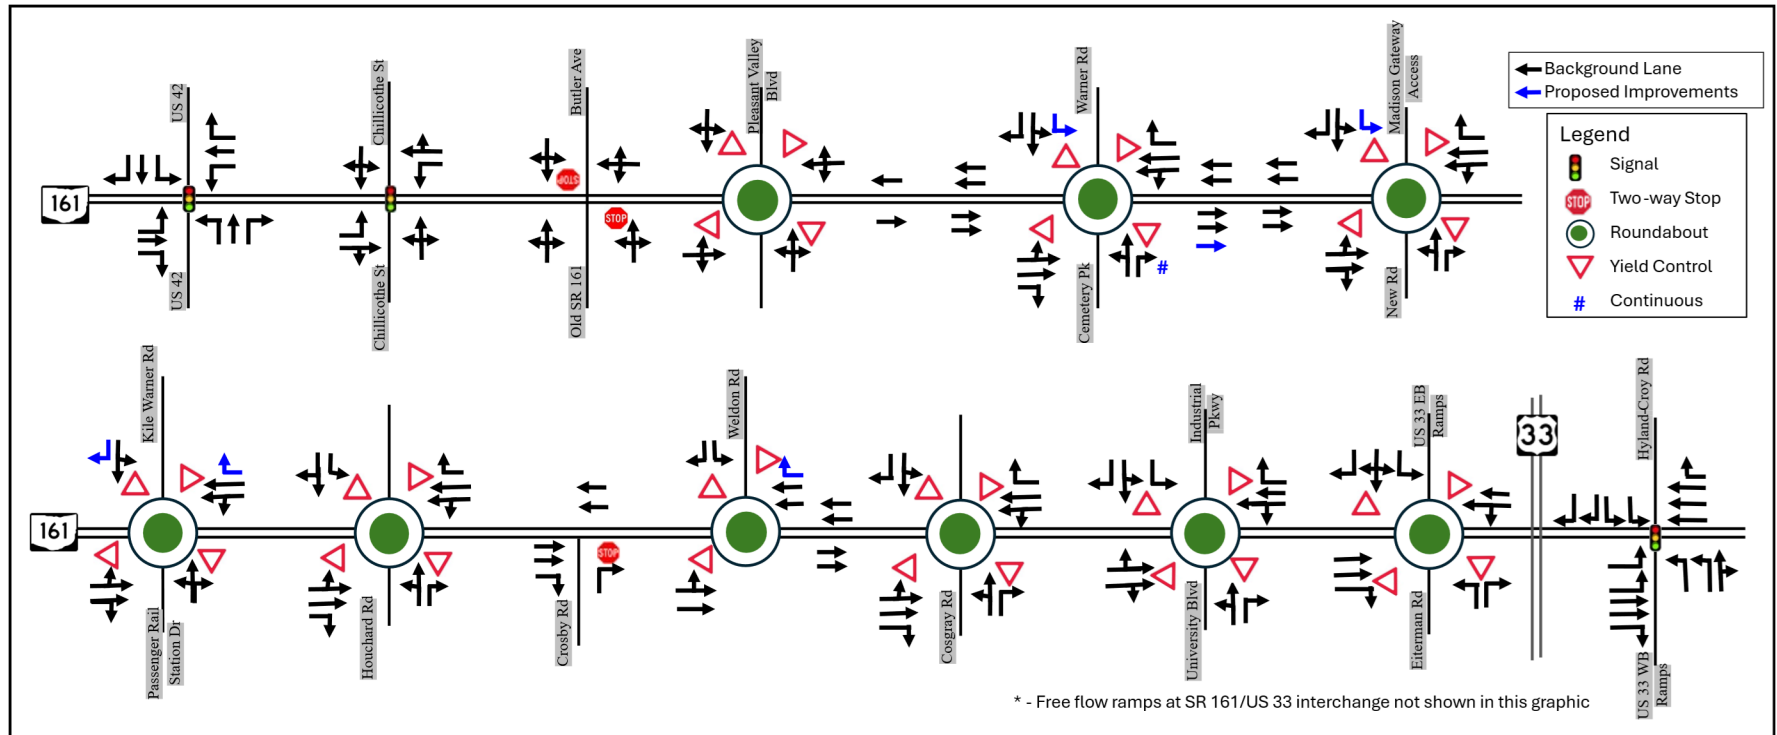 US 42
Chillicothe St
Butler Ave
Pleasant Valley
Blvd
Warner Rd
Madison Gateway
Access
Background Lane
Proposed Improvements
Legend
Signal
STOP
Two-way Stop
Roundabout
Yield Control
#
Continuous
161
STOP
STOP
#
US 42
Chillicothe St
Old SR 161
Cemetery Pk
New Rd
Kile Warner Rd
Weldon Rd
Industrial
Pkwy
US 33 EB
Ramps
33
Hyland-Croy Rd
161
STOP
Passenger Rail
Station Dr
Houchard Rd
Crosby Rd
Cosgray Rd
University Blvd
Eiterman Rd
US 33 WB
Ramps
* - Free flow ramps at SR 161/US 33 interchange not shown in this graphic